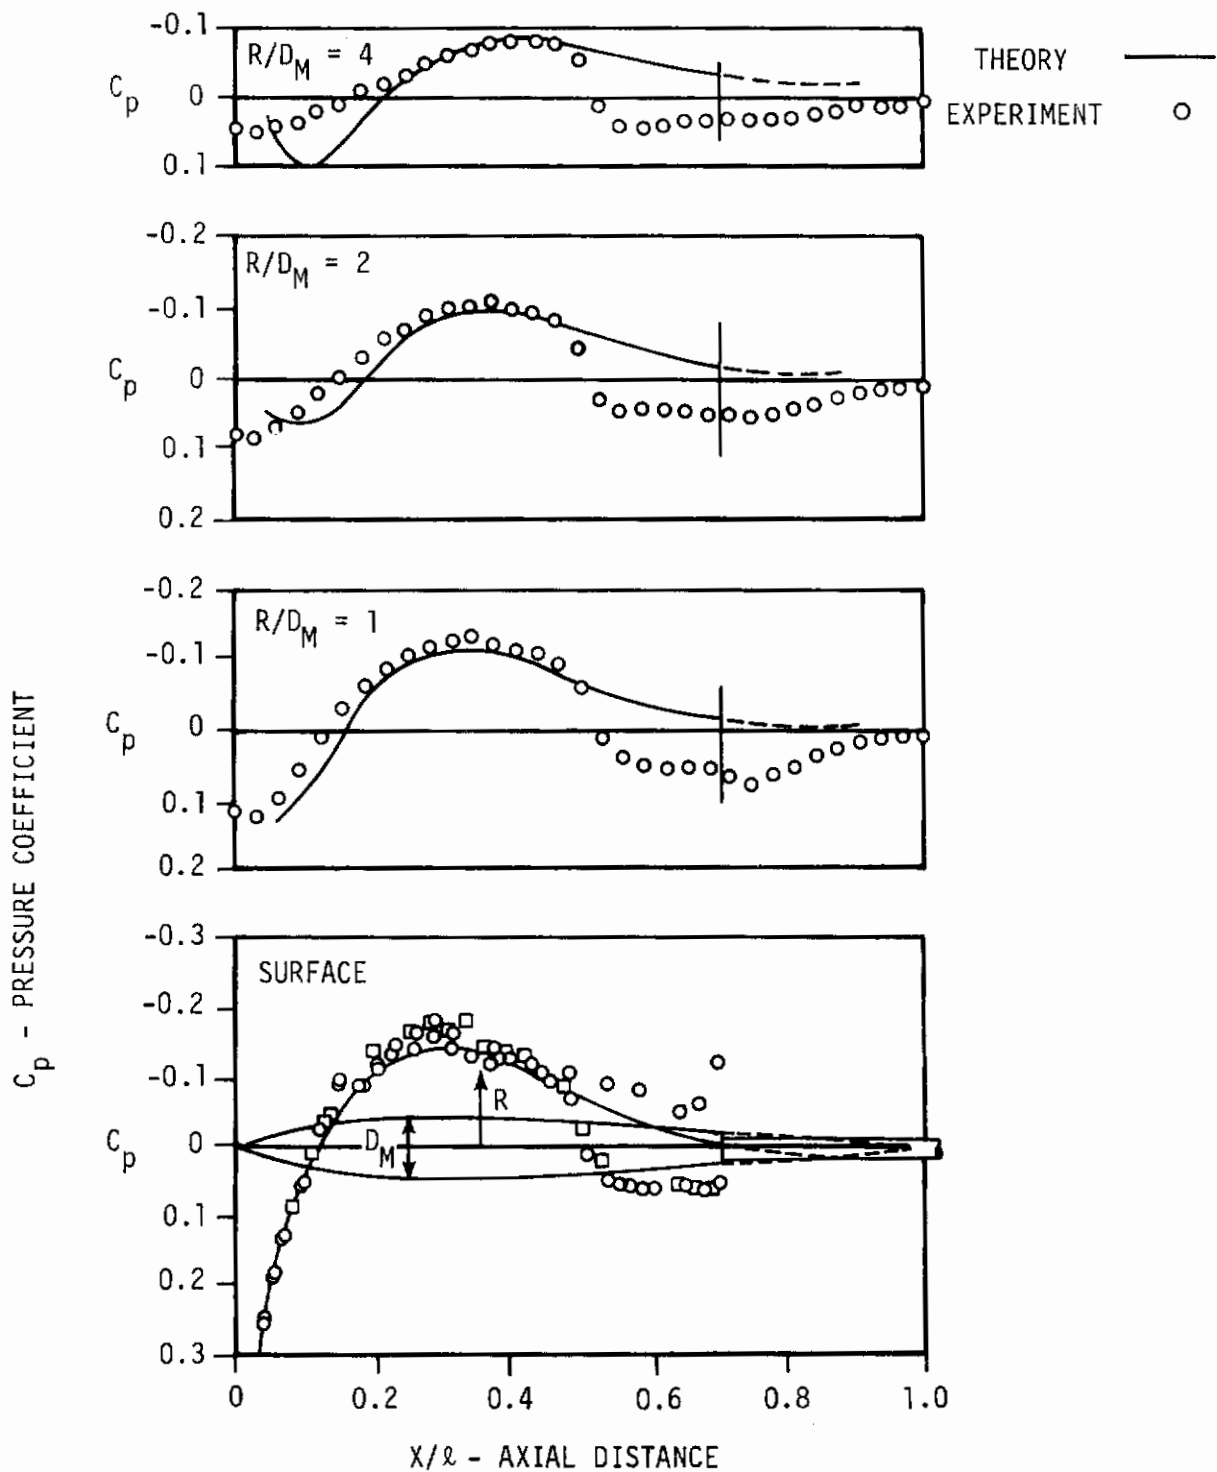 -0.1
R/D_M = 4
C_p
0
0.1
THEORY
EXPERIMENT
-0.2
R/D_M = 2
-0.1
C_p
0
0.1
0.2
-0.2
R/D_M = 1
-0.1
C_p
0
0.1
0.2
C_p - PRESSURE COEFFICIENT
-0.3
SURFACE
-0.2
-0.1
R
D_M
C_p
0
0.1
0.2
0.3
0 0.2 0.4 0.6 0.8 1.0
X/ℓ - AXIAL DISTANCE